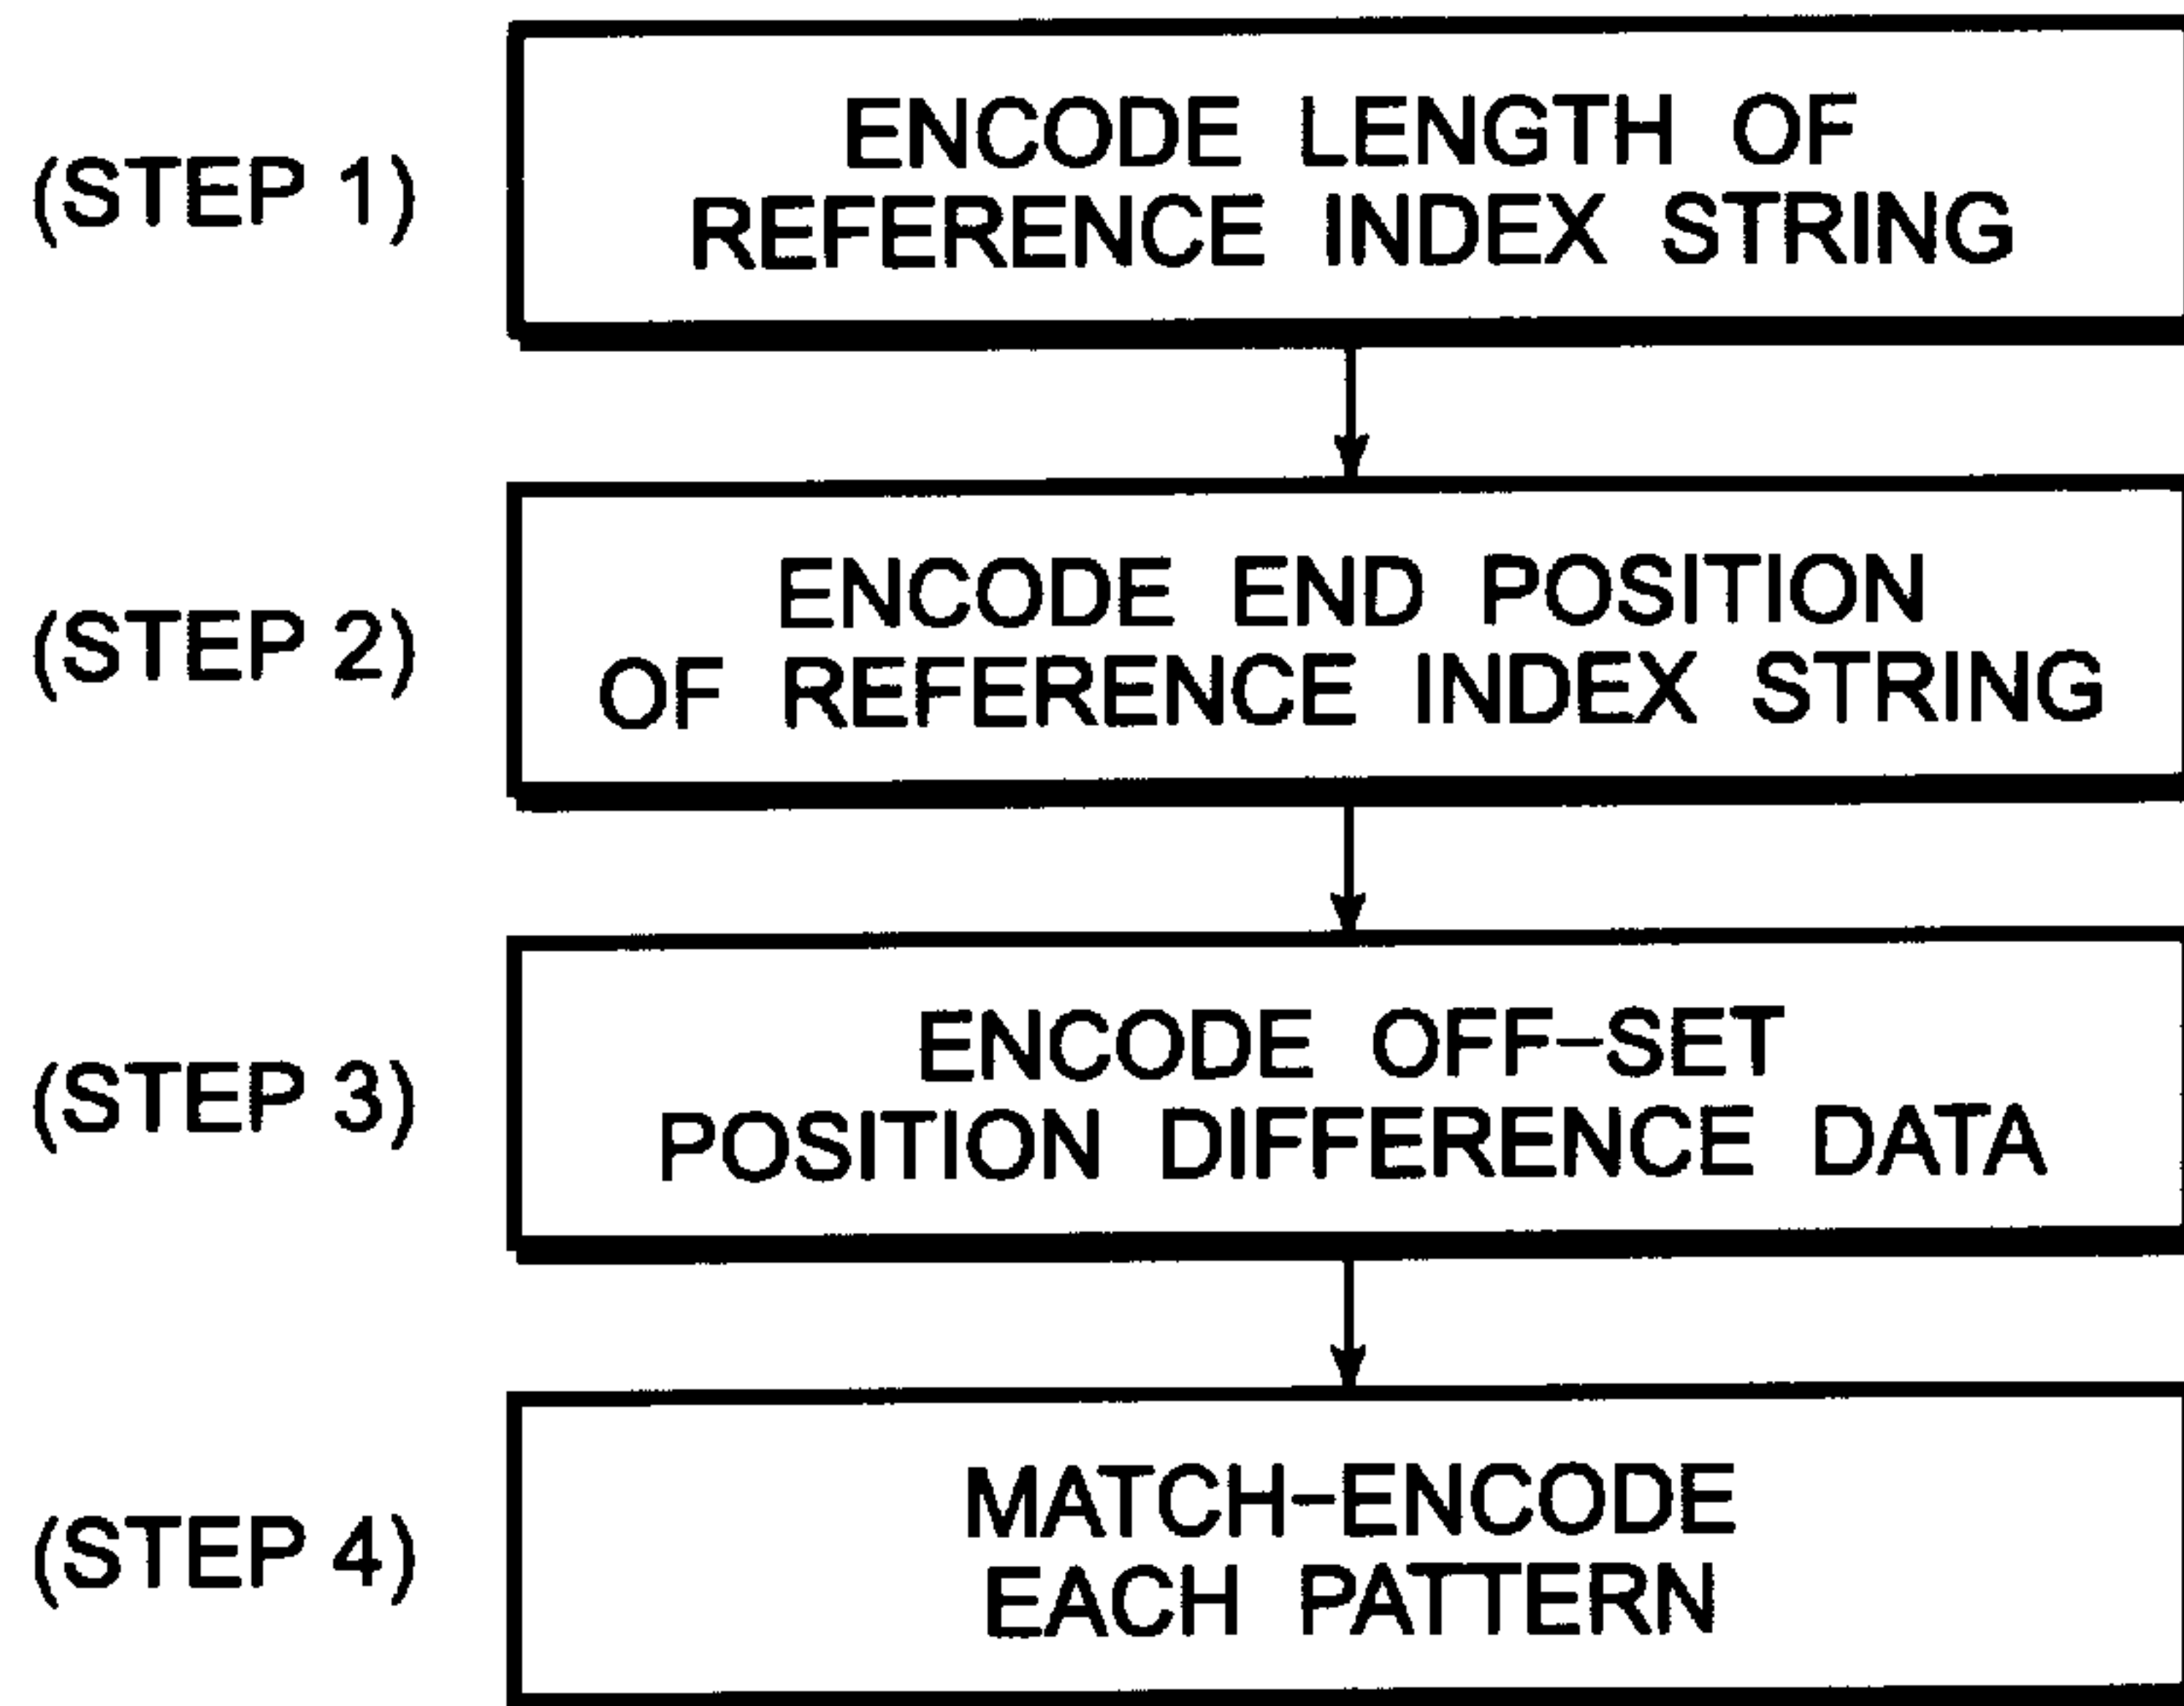 (STEP 1)
ENCODE LENGTH OF
REFERENCE INDEX STRING
(STEP 2)
ENCODE END POSITION
OF REFERENCE INDEX STRING
(STEP 3)
ENCODE OFF-SET
POSITION DIFFERENCE DATA
(STEP 4)
MATCH-ENCODE
EACH PATTERN